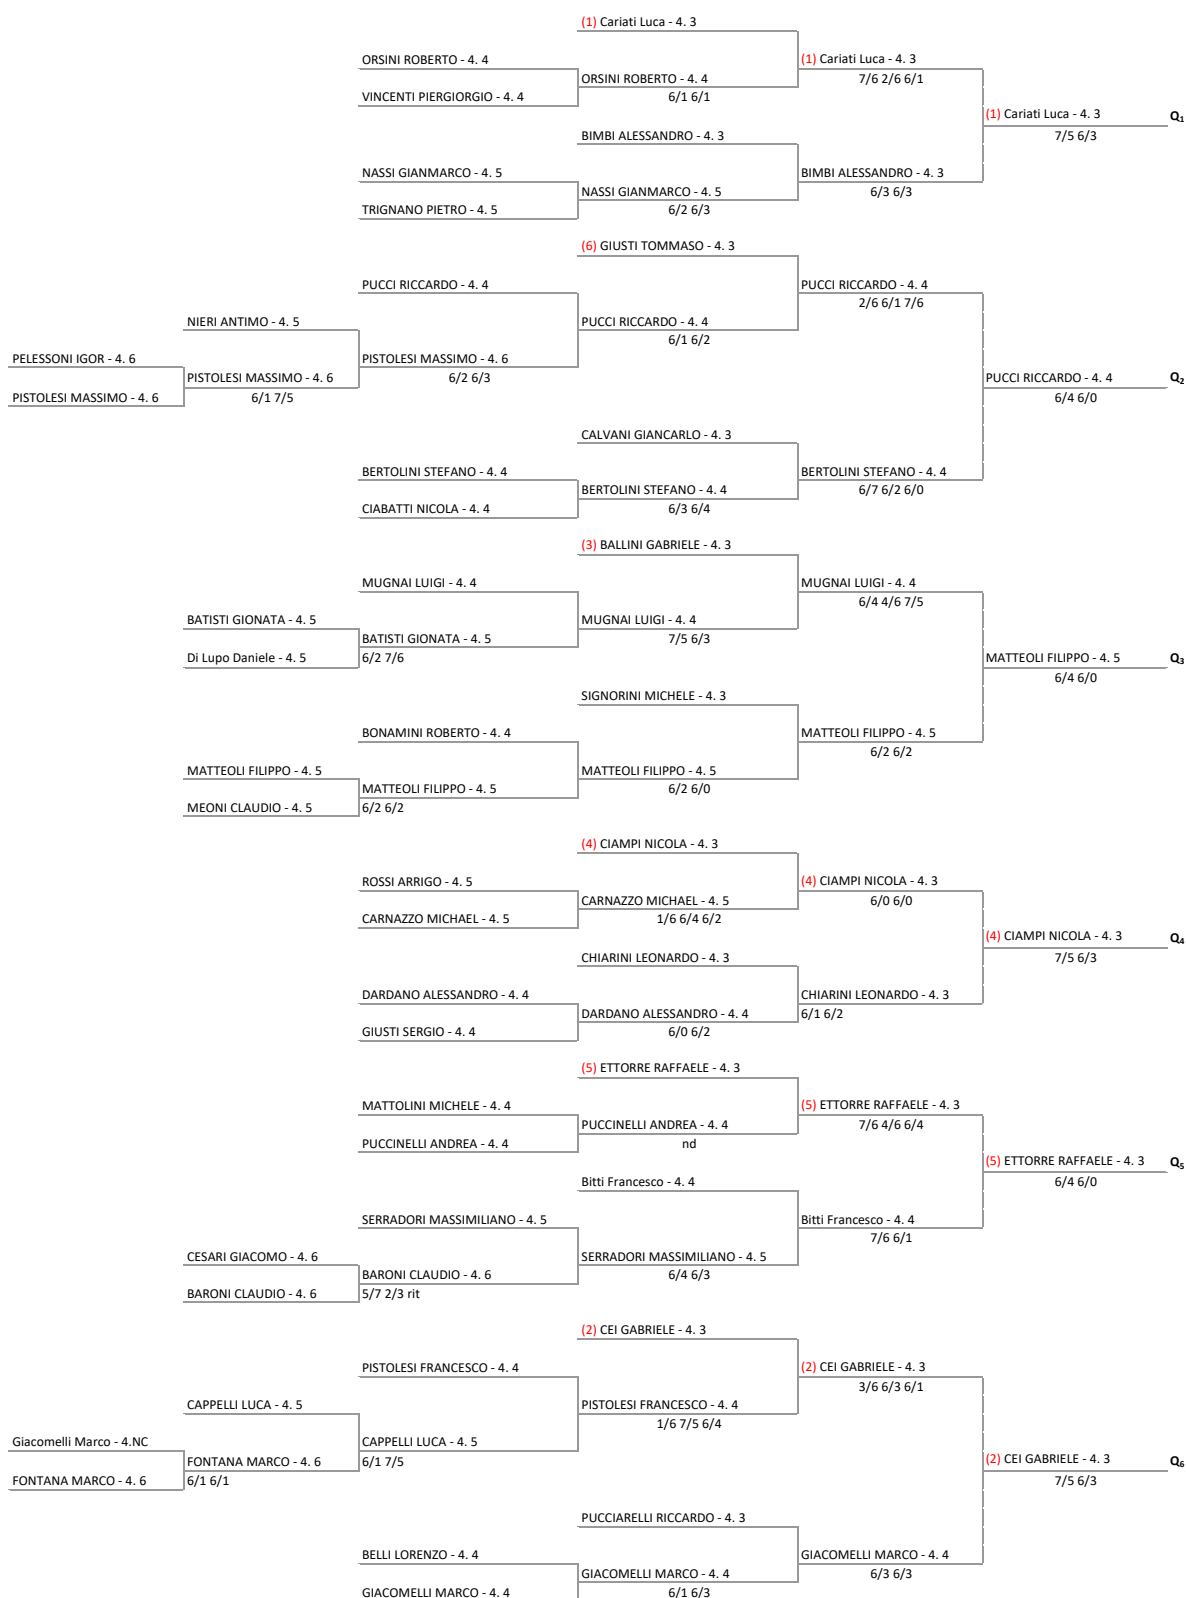 (1) Cariati Luca - 4. 3
ORSINI ROBERTO - 4. 4
(1) Cariati Luca - 4. 3
ORSINI ROBERTO - 4. 4
7/6 2/6 6/1
VINCENTI PIERGIORGIO - 4. 4
6/1 6/1
(1) Cariati Luca - 4. 3
Q1
BIMBI ALESSANDRO - 4. 3
7/5 6/3
NASSI GIANMARCO - 4. 5
BIMBI ALESSANDRO - 4. 3
NASSI GIANMARCO - 4. 5
6/3 6/3
TRIGNANO PIETRO - 4. 5
6/2 6/3
(6) GIUSTI TOMMASO - 4. 3
PUCCI RICCARDO - 4. 4
PUCCI RICCARDO - 4. 4
2/6 6/1 7/6
NIERI ANTIMO - 4. 5
PUCCI RICCARDO - 4. 4
6/1 6/2
PELESSONI IGOR - 4. 6
PISTOLESI MASSIMO - 4. 6
PISTOLESI MASSIMO - 4. 6
6/2 6/3
PUCCI RICCARDO - 4. 4
Q2
PISTOLESI MASSIMO - 4. 6
6/1 7/5
6/4 6/0
CALVANI GIANCARLO - 4. 3
BERTOLINI STEFANO - 4. 4
BERTOLINI STEFANO - 4. 4
BERTOLINI STEFANO - 4. 4
6/7 6/2 6/0
CIABATTI NICOLA - 4. 4
6/3 6/4
(3) BALLINI GABRIELE - 4. 3
MUGNAI LUIGI - 4. 4
MUGNAI LUIGI - 4. 4
6/4 4/6 7/5
BATISTI GIONATA - 4. 5
MUGNAI LUIGI - 4. 4
BATISTI GIONATA - 4. 5
7/5 6/3
Di Lupo Daniele - 4. 5
6/2 7/6
MATTEOLI FILIPPO - 4. 5
Q3
6/4 6/0
SIGNORINI MICHELE - 4. 3
BONAMINI ROBERTO - 4. 4
MATTEOLI FILIPPO - 4. 5
6/2 6/2
MATTEOLI FILIPPO - 4. 5
MATTEOLI FILIPPO - 4. 5
MATTEOLI FILIPPO - 4. 5
6/2 6/0
MEONI CLAUDIO - 4. 5
6/2 6/2
(4) CIAMPI NICOLA - 4. 3
ROSSI ARRIGO - 4. 5
(4) CIAMPI NICOLA - 4. 3
CARNAZZO MICHAEL - 4. 5
6/0 6/0
CARNAZZO MICHAEL - 4. 5
1/6 6/4 6/2
(4) CIAMPI NICOLA - 4. 3
Q4
CHIARINI LEONARDO - 4. 3
7/5 6/3
DARDANO ALESSANDRO - 4. 4
CHIARINI LEONARDO - 4. 3
DARDANO ALESSANDRO - 4. 4
6/1 6/2
GIUSTI SERGIO - 4. 4
6/0 6/2
(5) ETTORRE RAFFAELE - 4. 3
MATTOLINI MICHELE - 4. 4
(5) ETTORRE RAFFAELE - 4. 3
PUCCINELLI ANDREA - 4. 4
7/6 4/6 6/4
PUCCINELLI ANDREA - 4. 4
nd
(5) ETTORRE RAFFAELE - 4. 3
Q5
Bitti Francesco - 4. 4
6/4 6/0
SERRADORI MASSIMILIANO - 4. 5
Bitti Francesco - 4. 4
7/6 6/1
CESARI GIACOMO - 4. 6
SERRADORI MASSIMILIANO - 4. 5
BARONI CLAUDIO - 4. 6
6/4 6/3
BARONI CLAUDIO - 4. 6
5/7 2/3 rit
(2) CEI GABRIELE - 4. 3
PISTOLESI FRANCESCO - 4. 4
(2) CEI GABRIELE - 4. 3
3/6 6/3 6/1
CAPPELLI LUCA - 4. 5
PISTOLESI FRANCESCO - 4. 4
1/6 7/5 6/4
Giacomelli Marco - 4.NC
CAPPELLI LUCA - 4. 5
FONTANA MARCO - 4. 6
6/1 7/5
(2) CEI GABRIELE - 4. 3
Q6
FONTANA MARCO - 4. 6
6/1 6/1
7/5 6/3
PUCCIARELLI RICCARDO - 4. 3
BELLI LORENZO - 4. 4
GIACOMELLI MARCO - 4. 4
GIACOMELLI MARCO - 4. 4
6/3 6/3
GIACOMELLI MARCO - 4. 4
6/1 6/3